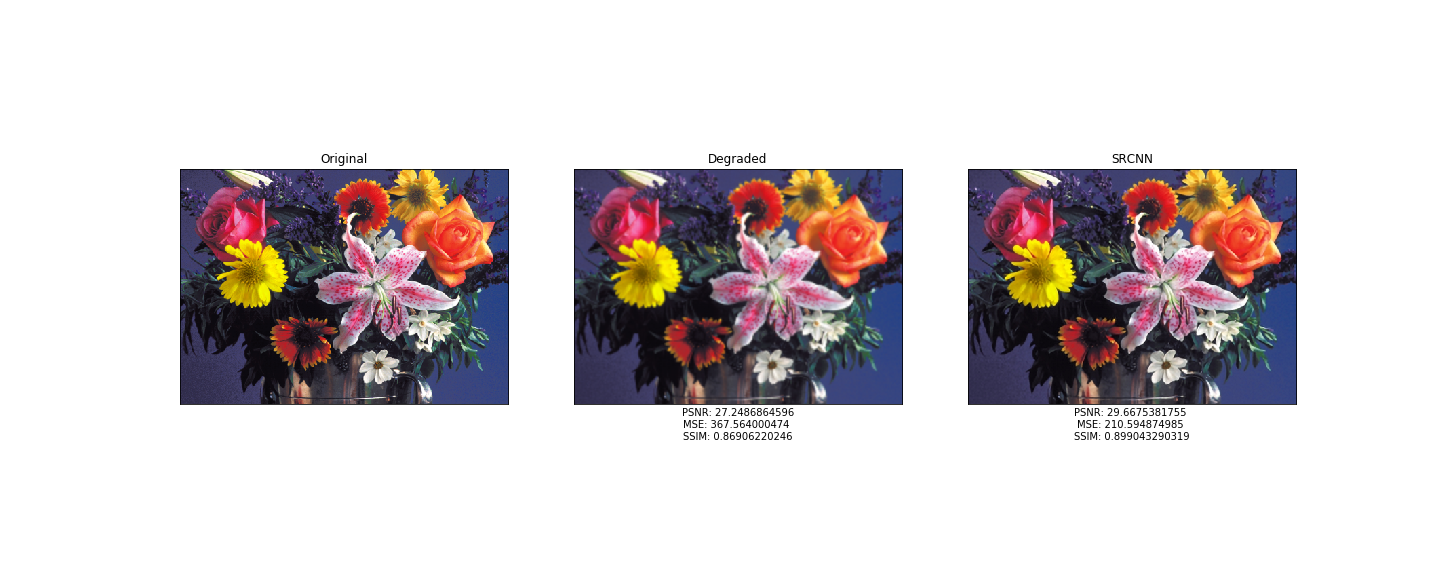 Original
Degraded
SRCNN
PSNR: 27.2486864596
MSE: 367.564000474
SSIM: 0.86906220246
PSNR: 29.6675381755
MSE: 210.594874985
SSIM: 0.899043290319